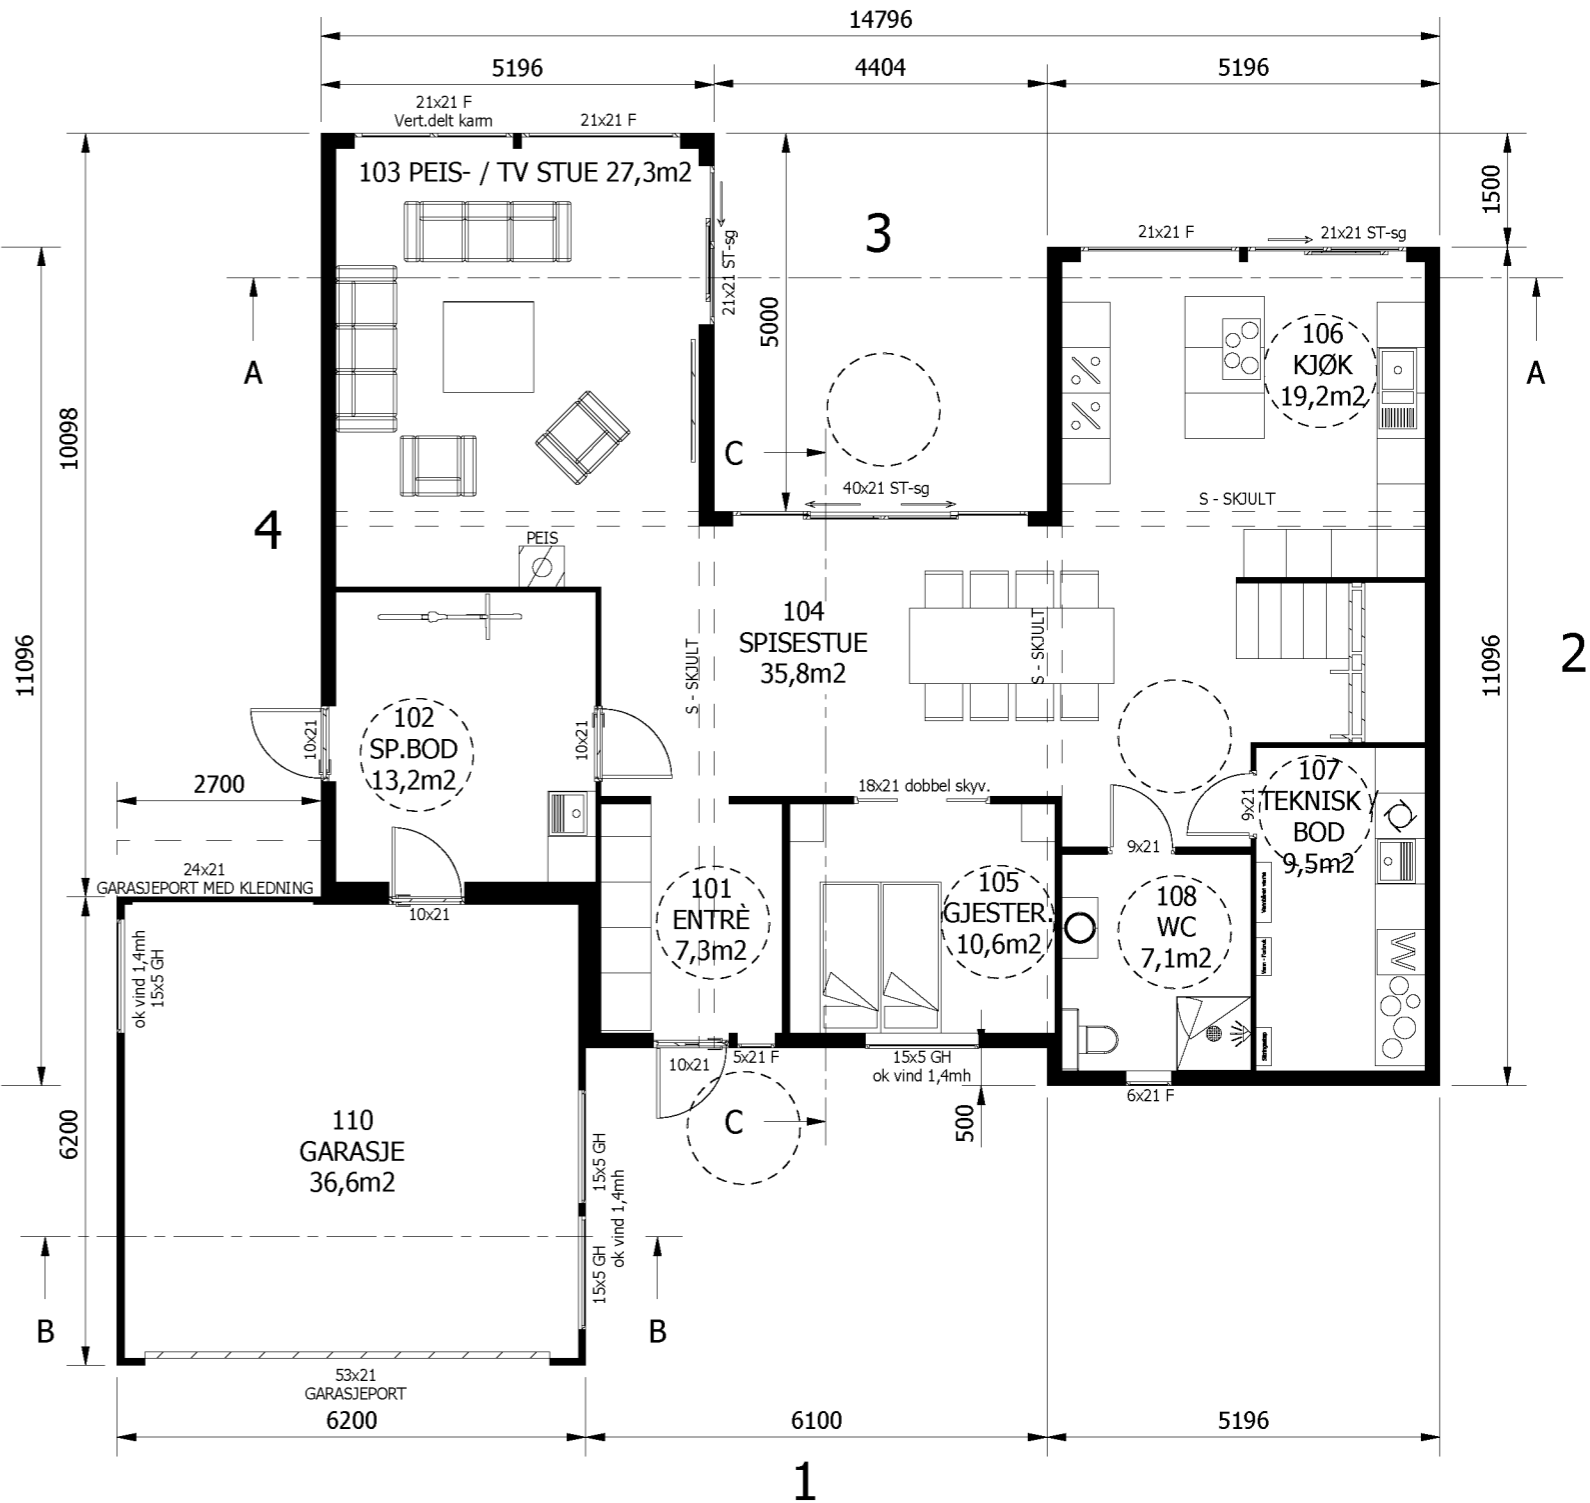 14796
5196
4404
5196
21x21 F
Vert.delt karm
21x21 F
103 PEIS- / TV STUE 27,3m2
1500
3
21x21 F
21x21 ST-sg
21x21 ST-sg
5000
A
A
106
KJØK
19,2m2
10098
C
40x21 ST-sg
S - SKJULT
4
PEIS
104
SPISESTUE
35,8m2
S - SKJULT
S - SKJULT
11096
11096
2
102
SP.BOD
13,2m2
10x21
10x21
2700
18x21 dobbel skyv.
107
TEKNISK /
BOD
9,5m2
9x21
9x21
24x21
GARASJEPORT MED KLEDNING
10x21
101
ENTRÈ
7,3m2
105
GJESTER.
10,6m2
108
WC
7,1m2
ok vind 1,4mh
15x5 GH
10x21
5x21 F
15x5 GH
ok vind 1,4mh
6x21 F
500
C
6200
110
GARASJE
36,6m2
15x5 GH
ok vind 1,4mh
15x5 GH
B
B
53x21
GARASJEPORT
6200
6100
5196
1